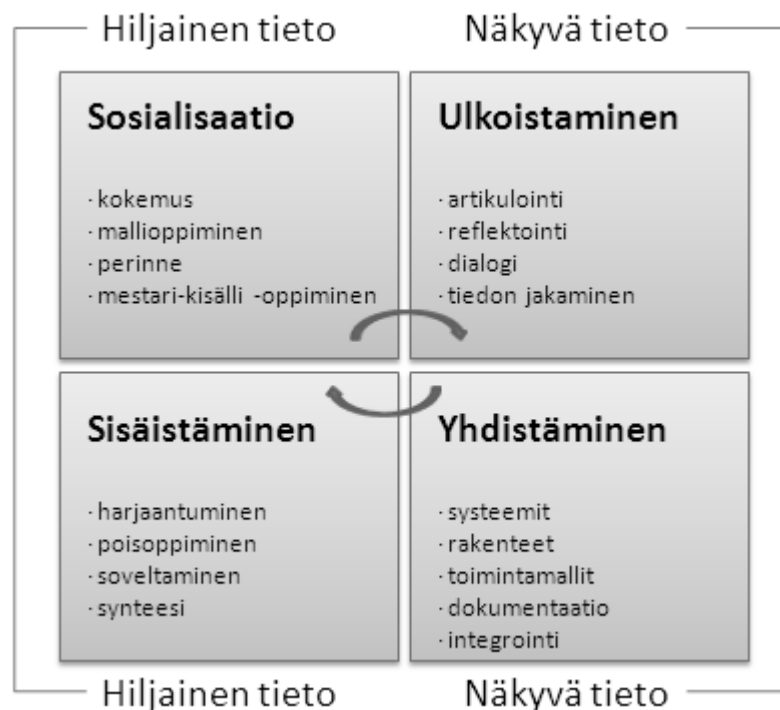 Hiljainen tieto
Näkyvä tieto
Sosialisaatio
· kokemus
· mallioppiminen
· perinne
· mestari-kisälli -oppiminen
Ulkoistaminen
· artikulointi
· reflektointi
· dialogi
· tiedon jakaminen
Sisäistäminen
· harjaantuminen
· poisoppiminen
· soveltaminen
· synteesi
Yhdistäminen
· systeemit
· rakenteet
· toimintamallit
· dokumentaatio
· integrointi
Hiljainen tieto
Näkyvä tieto